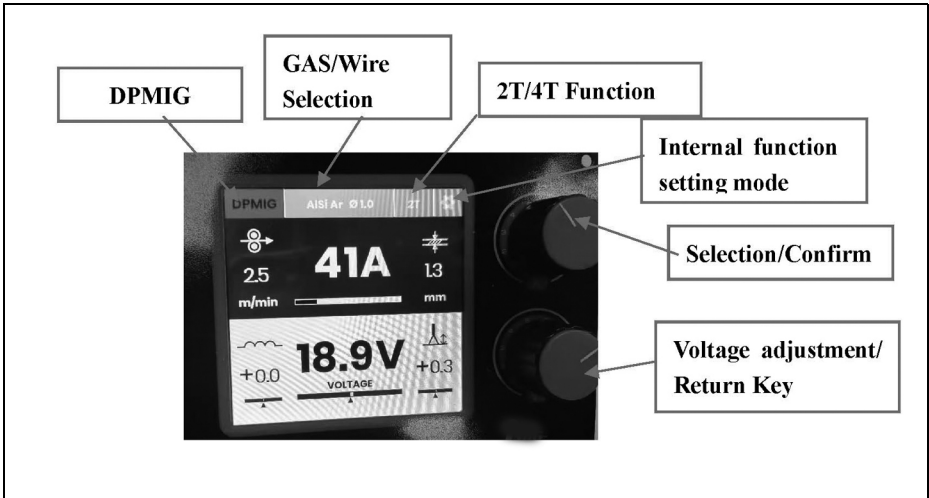 GAS/Wire
Selection
DPMIG
2T/4T Function
Internal function
setting mode
Selection/Confirm
Voltage adjustment/
Return Key
DPMIG AlSi Ar Ø1.0 2T
41A
2.5 1.3
m/min mm
18.9V
+0.0 +0.3
VOLTAGE